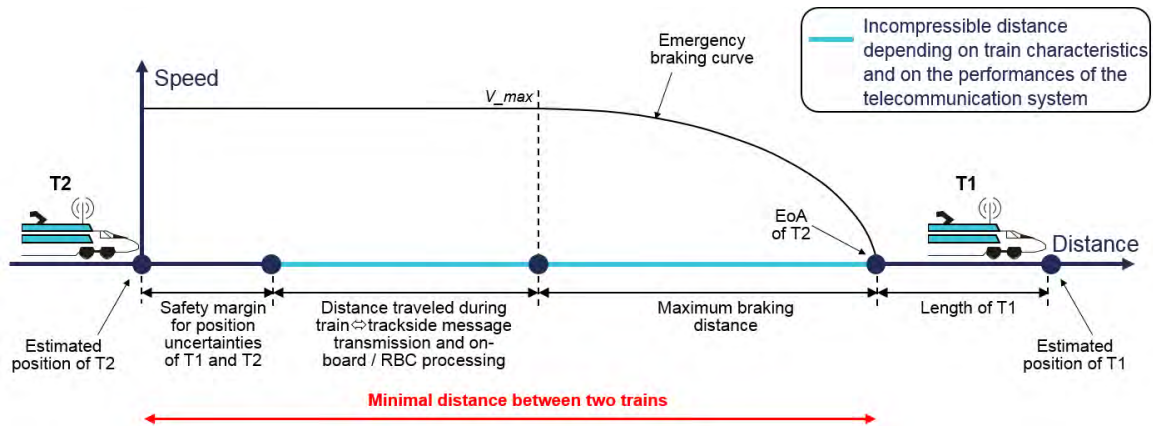 Incompressible distance
depending on train characteristics
and on the performances of the
telecommunication system
Emergency
braking curve
Speed
V_max
T2
T1
EoA
of T2
Distance
Safety margin
for position
uncertainties
of T1 and T2
Distance traveled during
train⇔trackside message
transmission and on-
board / RBC processing
Maximum braking
distance
Length of T1
Estimated
position of T2
Estimated
position of T1
Minimal distance between two trains